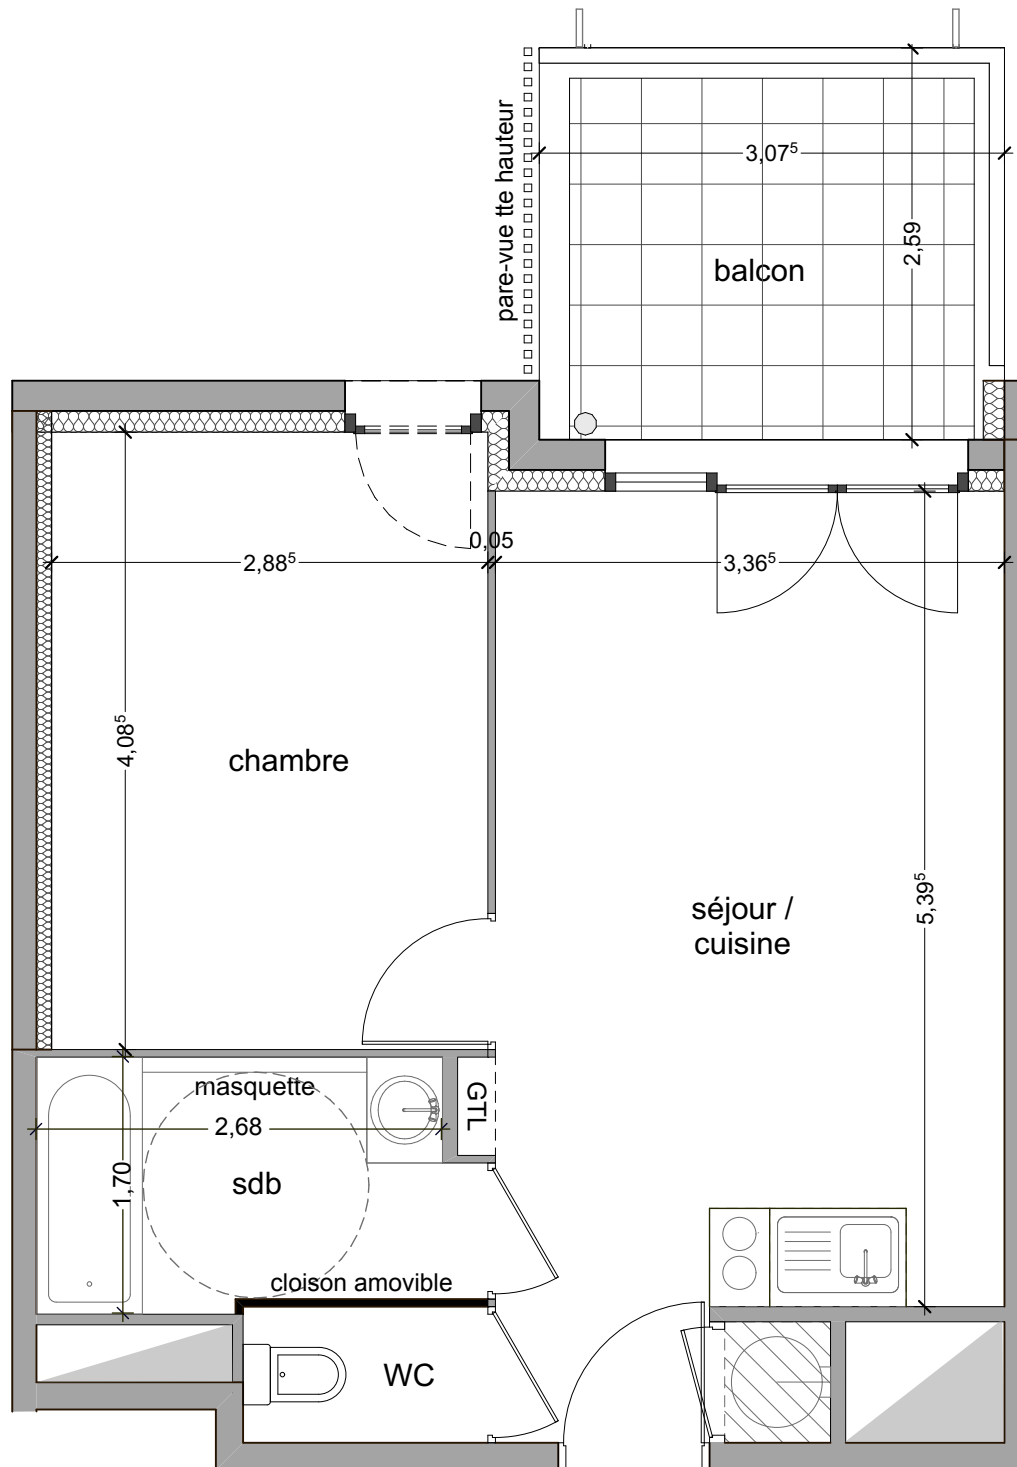 pare-vue tte hauteur
3,07⁵
2,59
balcon
0,05
2,88⁵
3,36⁵
4,08⁵
chambre
séjour /
cuisine
5,39⁵
masquette
GTL
2,68
1,70
sdb
cloison amovible
WC